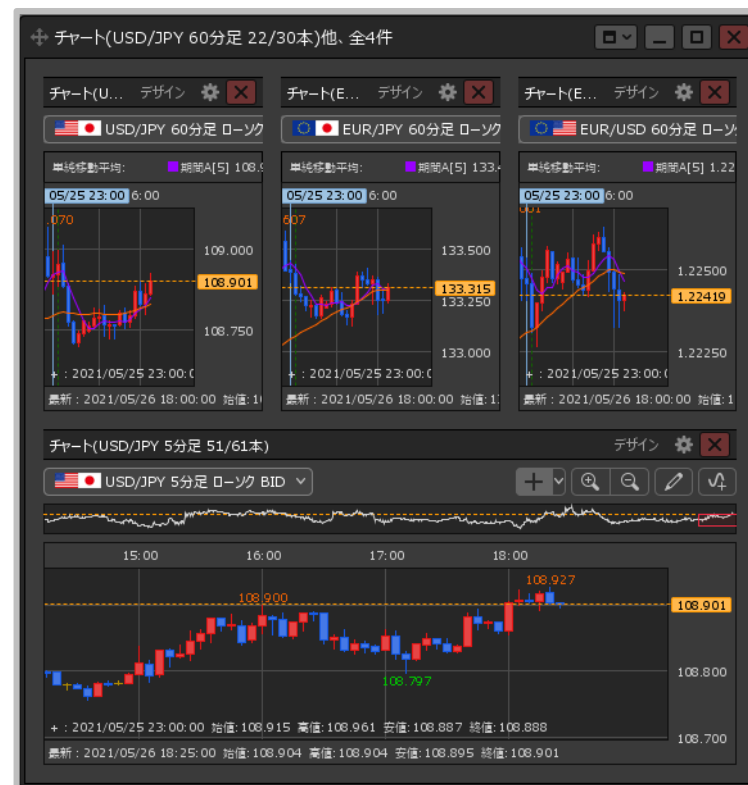 チャート(USD/JPY 60分足 22/30本)他、全4件
チャート(U... デザイン
チャート(E... デザイン
チャート(E... デザイン
USD/JPY 60分足 ローソク
EUR/JPY 60分足 ローソク
EUR/USD 60分足 ローソ
単純移動平均: 期間A[5] 108.9
単純移動平均: 期間A[5] 133.4
単純移動平均: 期間A[5] 1.22
05/25 23:00 6:00
05/25 23:00 6:00
05/25 23:00 6:00
.070
607
109.000
133.500
108.901
133.315
1.22500
133.250
1.22419
108.750
133.000
1.22250
+ : 2021/05/25 23:00:0
+ : 2021/05/25 23:00:0
+ : 2021/05/25 23:00:0
最新 : 2021/05/26 18:00:00 始値: 1
最新 : 2021/05/26 18:00:00 始値: 1
最新 : 2021/05/26 18:00:00 始値: 1
チャート(USD/JPY 5分足 51/61本) デザイン
USD/JPY 5分足 ローソク BID
15:00 16:00 17:00 18:00
108.927
108.900
108.901
108.797
108.800
+ : 2021/05/25 23:00:00 始値:108.915 高値:108.961 安値:108.887 終値:108.888
108.700
最新 : 2021/05/26 18:25:00 始値:108.904 高値:108.904 安値:108.895 終値:108.901